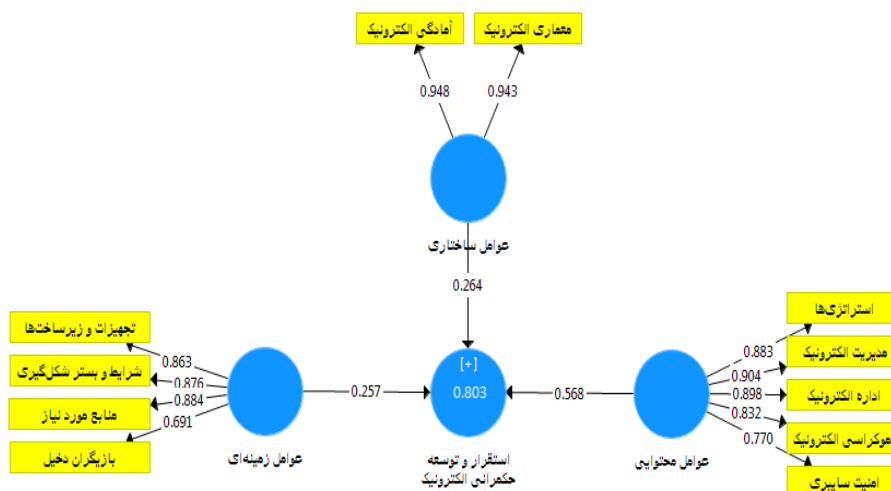 معماری الکترونیک
آمادگی الکترونیک
0.943
0.948
عوامل ساختاری
0.264
تجهیزات و زیرساخت‌ها
شرایط و بستر شکل‌گیری
منابع مورد نیاز
بازیگران دخیل
0.863
0.876
0.884
0.691
عوامل زمینه‌ای
0.257
[+]
0.803
استقرار و توسعه
حکمرانی الکترونیک
0.568
عوامل محتوایی
0.883
0.904
0.898
0.832
0.770
استراتژی‌ها
مدیریت الکترونیک
اداره الکترونیک
موکراسی الکترونیک
امنیت سایبری